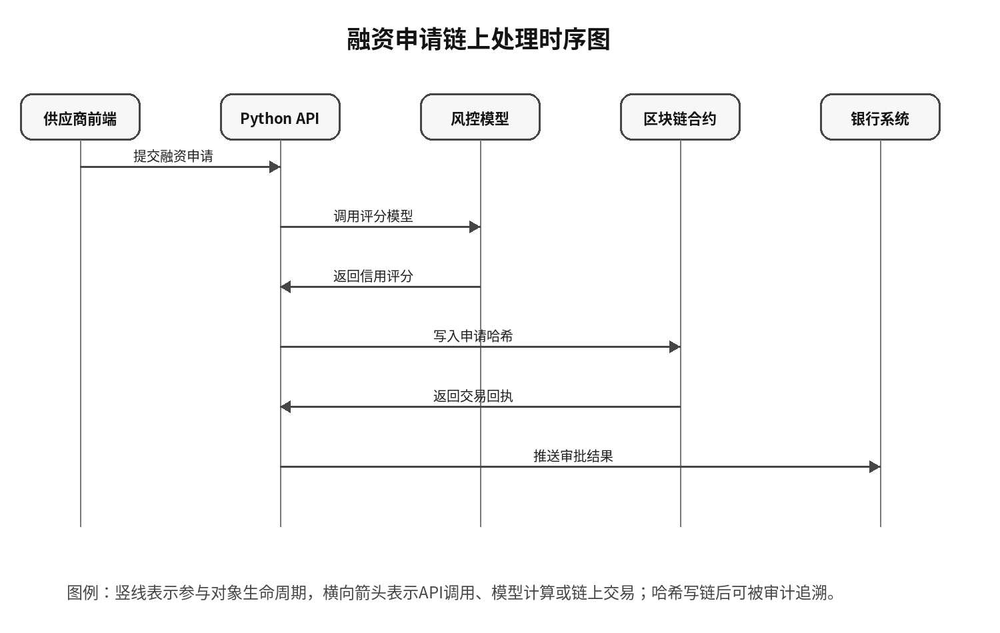 融资申请链上处理时序图
供应商前端
Python API
风控模型
区块链合约
银行系统
提交融资申请
调用评分模型
返回信用评分
写入申请哈希
返回交易回执
推送审批结果
图例：竖线表示参与对象生命周期，横向箭头表示API调用、模型计算或链上交易；哈希写链后可被审计追溯。